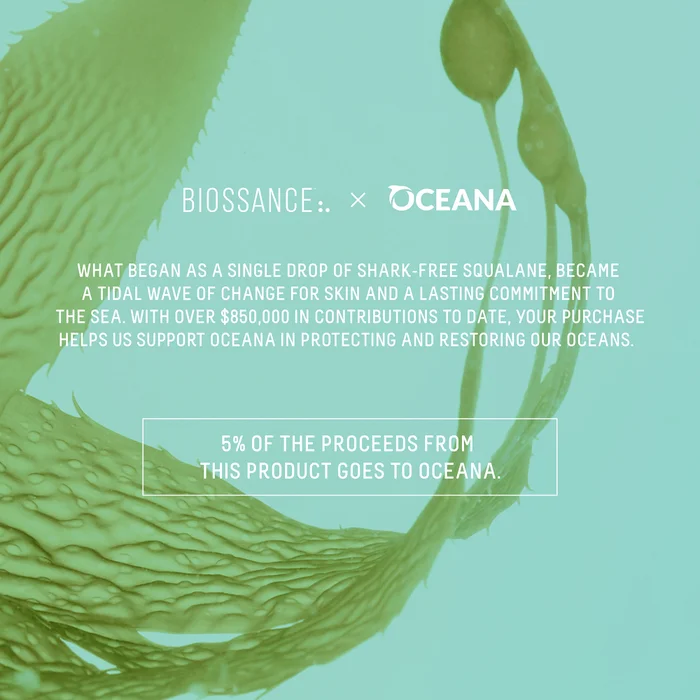 BIOSSANCE:. × OCEANA
WHAT BEGAN AS A SINGLE DROP OF SHARK-FREE SQUALANE, BECAME
A TIDAL WAVE OF CHANGE FOR SKIN AND A LASTING COMMITMENT TO
THE SEA. WITH OVER $850,000 IN CONTRIBUTIONS TO DATE, YOUR PURCHASE
HELPS US SUPPORT OCEANA IN PROTECTING AND RESTORING OUR OCEANS.
5% OF THE PROCEEDS FROM
THIS PRODUCT GOES TO OCEANA.